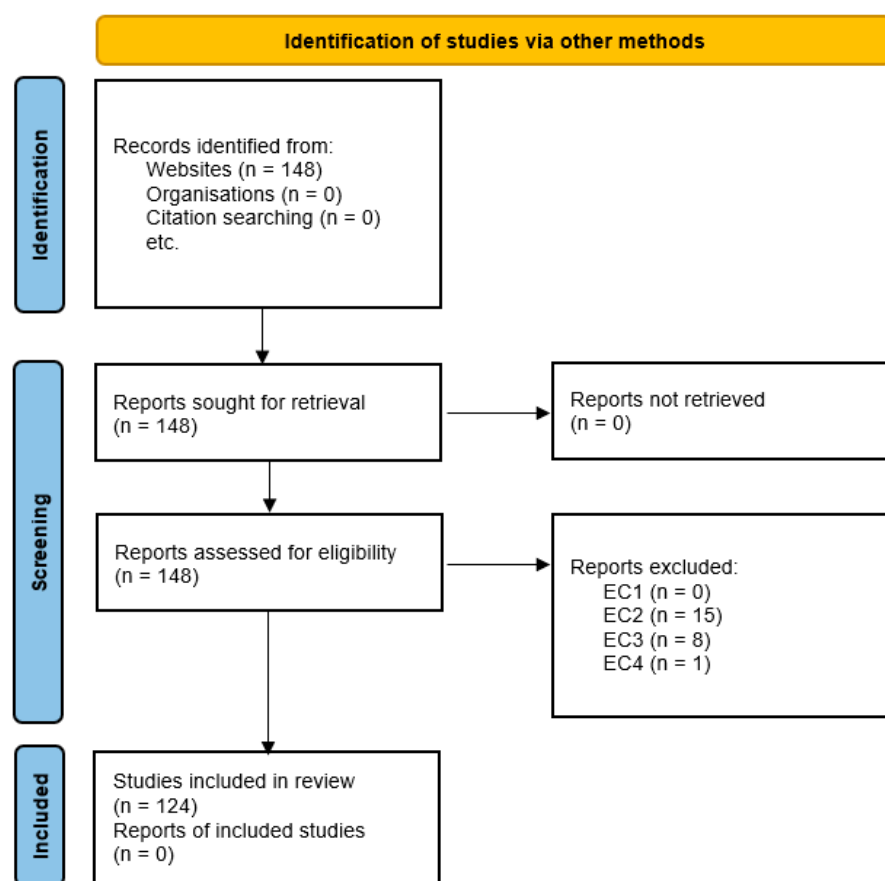 Identification of studies via other methods
Identification
Records identified from:
Websites (n = 148)
Organisations (n = 0)
Citation searching (n = 0)
etc.
Screening
Reports sought for retrieval
(n = 148)
Reports not retrieved
(n = 0)
Reports assessed for eligibility
(n = 148)
Reports excluded:
EC1 (n = 0)
EC2 (n = 15)
EC3 (n = 8)
EC4 (n = 1)
Included
Studies included in review
(n = 124)
Reports of included studies
(n = 0)